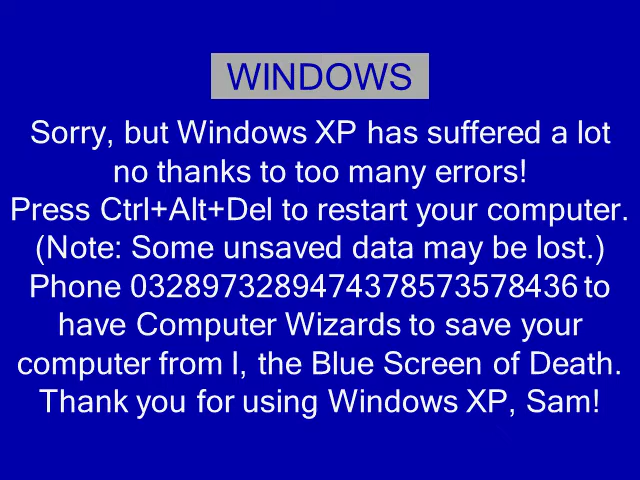 WINDOWS
Sorry, but Windows XP has suffered a lot
no thanks to too many errors!
Press Ctrl+Alt+Del to restart your computer.
(Note: Some unsaved data may be lost.)
Phone 0328973289474378573578436 to
have Computer Wizards to save your
computer from I, the Blue Screen of Death.
Thank you for using Windows XP, Sam!